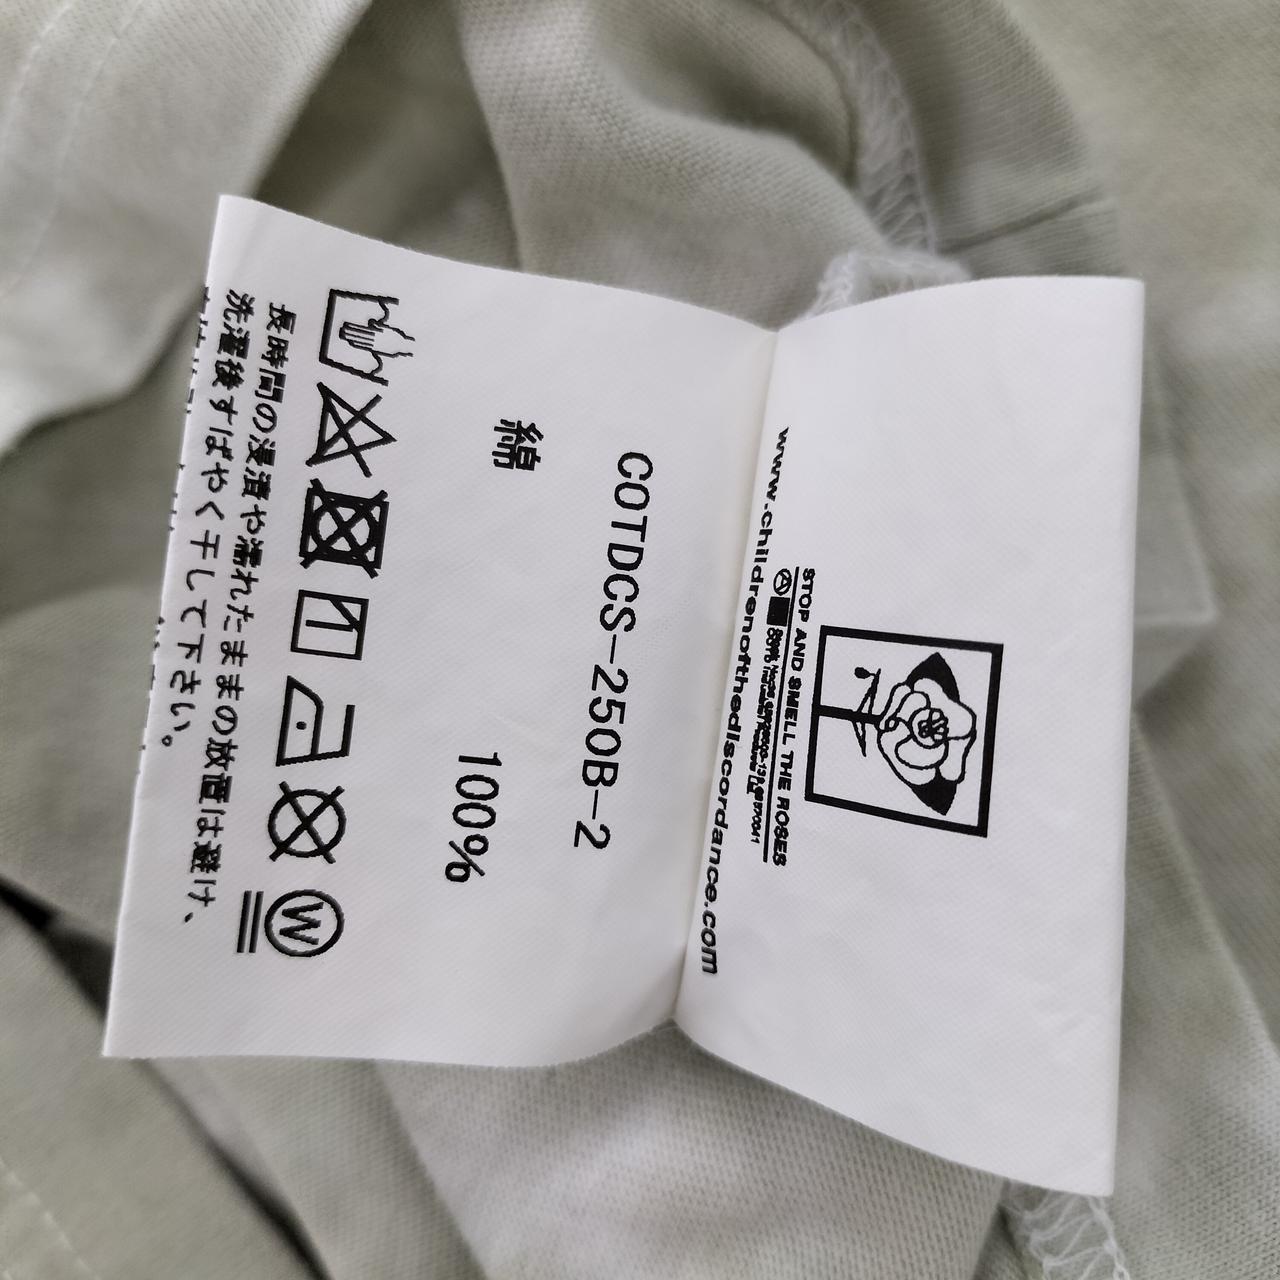 COTDCS-250B-2
綿 100%
W
長時間の浸漬や濡れたままの放置は避け、
洗濯後すばやく干して下さい。
STOP AND SMELL THE ROSES
www.childrenofthediscordance.com